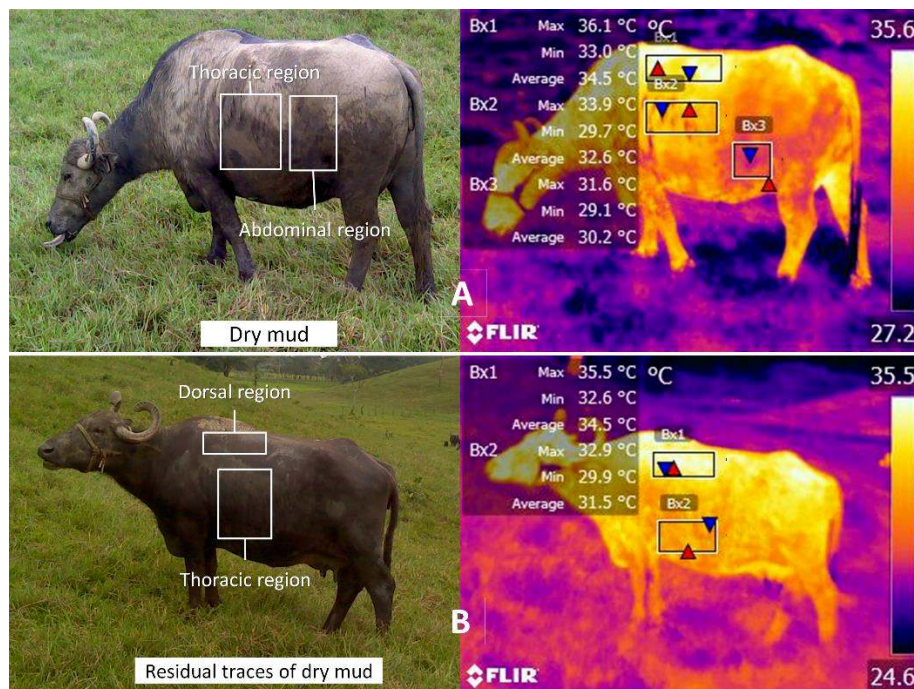 Thoracic region
Abdominal region
Dry mud
A
Bx1 Max 36.1 °C
Min 33.0 °C
Average 34.5 °C
Bx2 Max 33.9 °C
Min 29.7 °C
Average 32.6 °C
Bx3 Max 31.6 °C
Min 29.1 °C
Average 30.2 °C
°C
35.6
Bx1
Bx2
Bx3
FLIR
27.2
Dorsal region
Thoracic region
Residual traces of dry mud
B
Bx1 Max 35.5 °C
Min 32.6 °C
Average 34.5 °C
Bx2 Max 32.9 °C
Min 29.9 °C
Average 31.5 °C
°C
35.5
Bx1
Bx2
FLIR
24.6